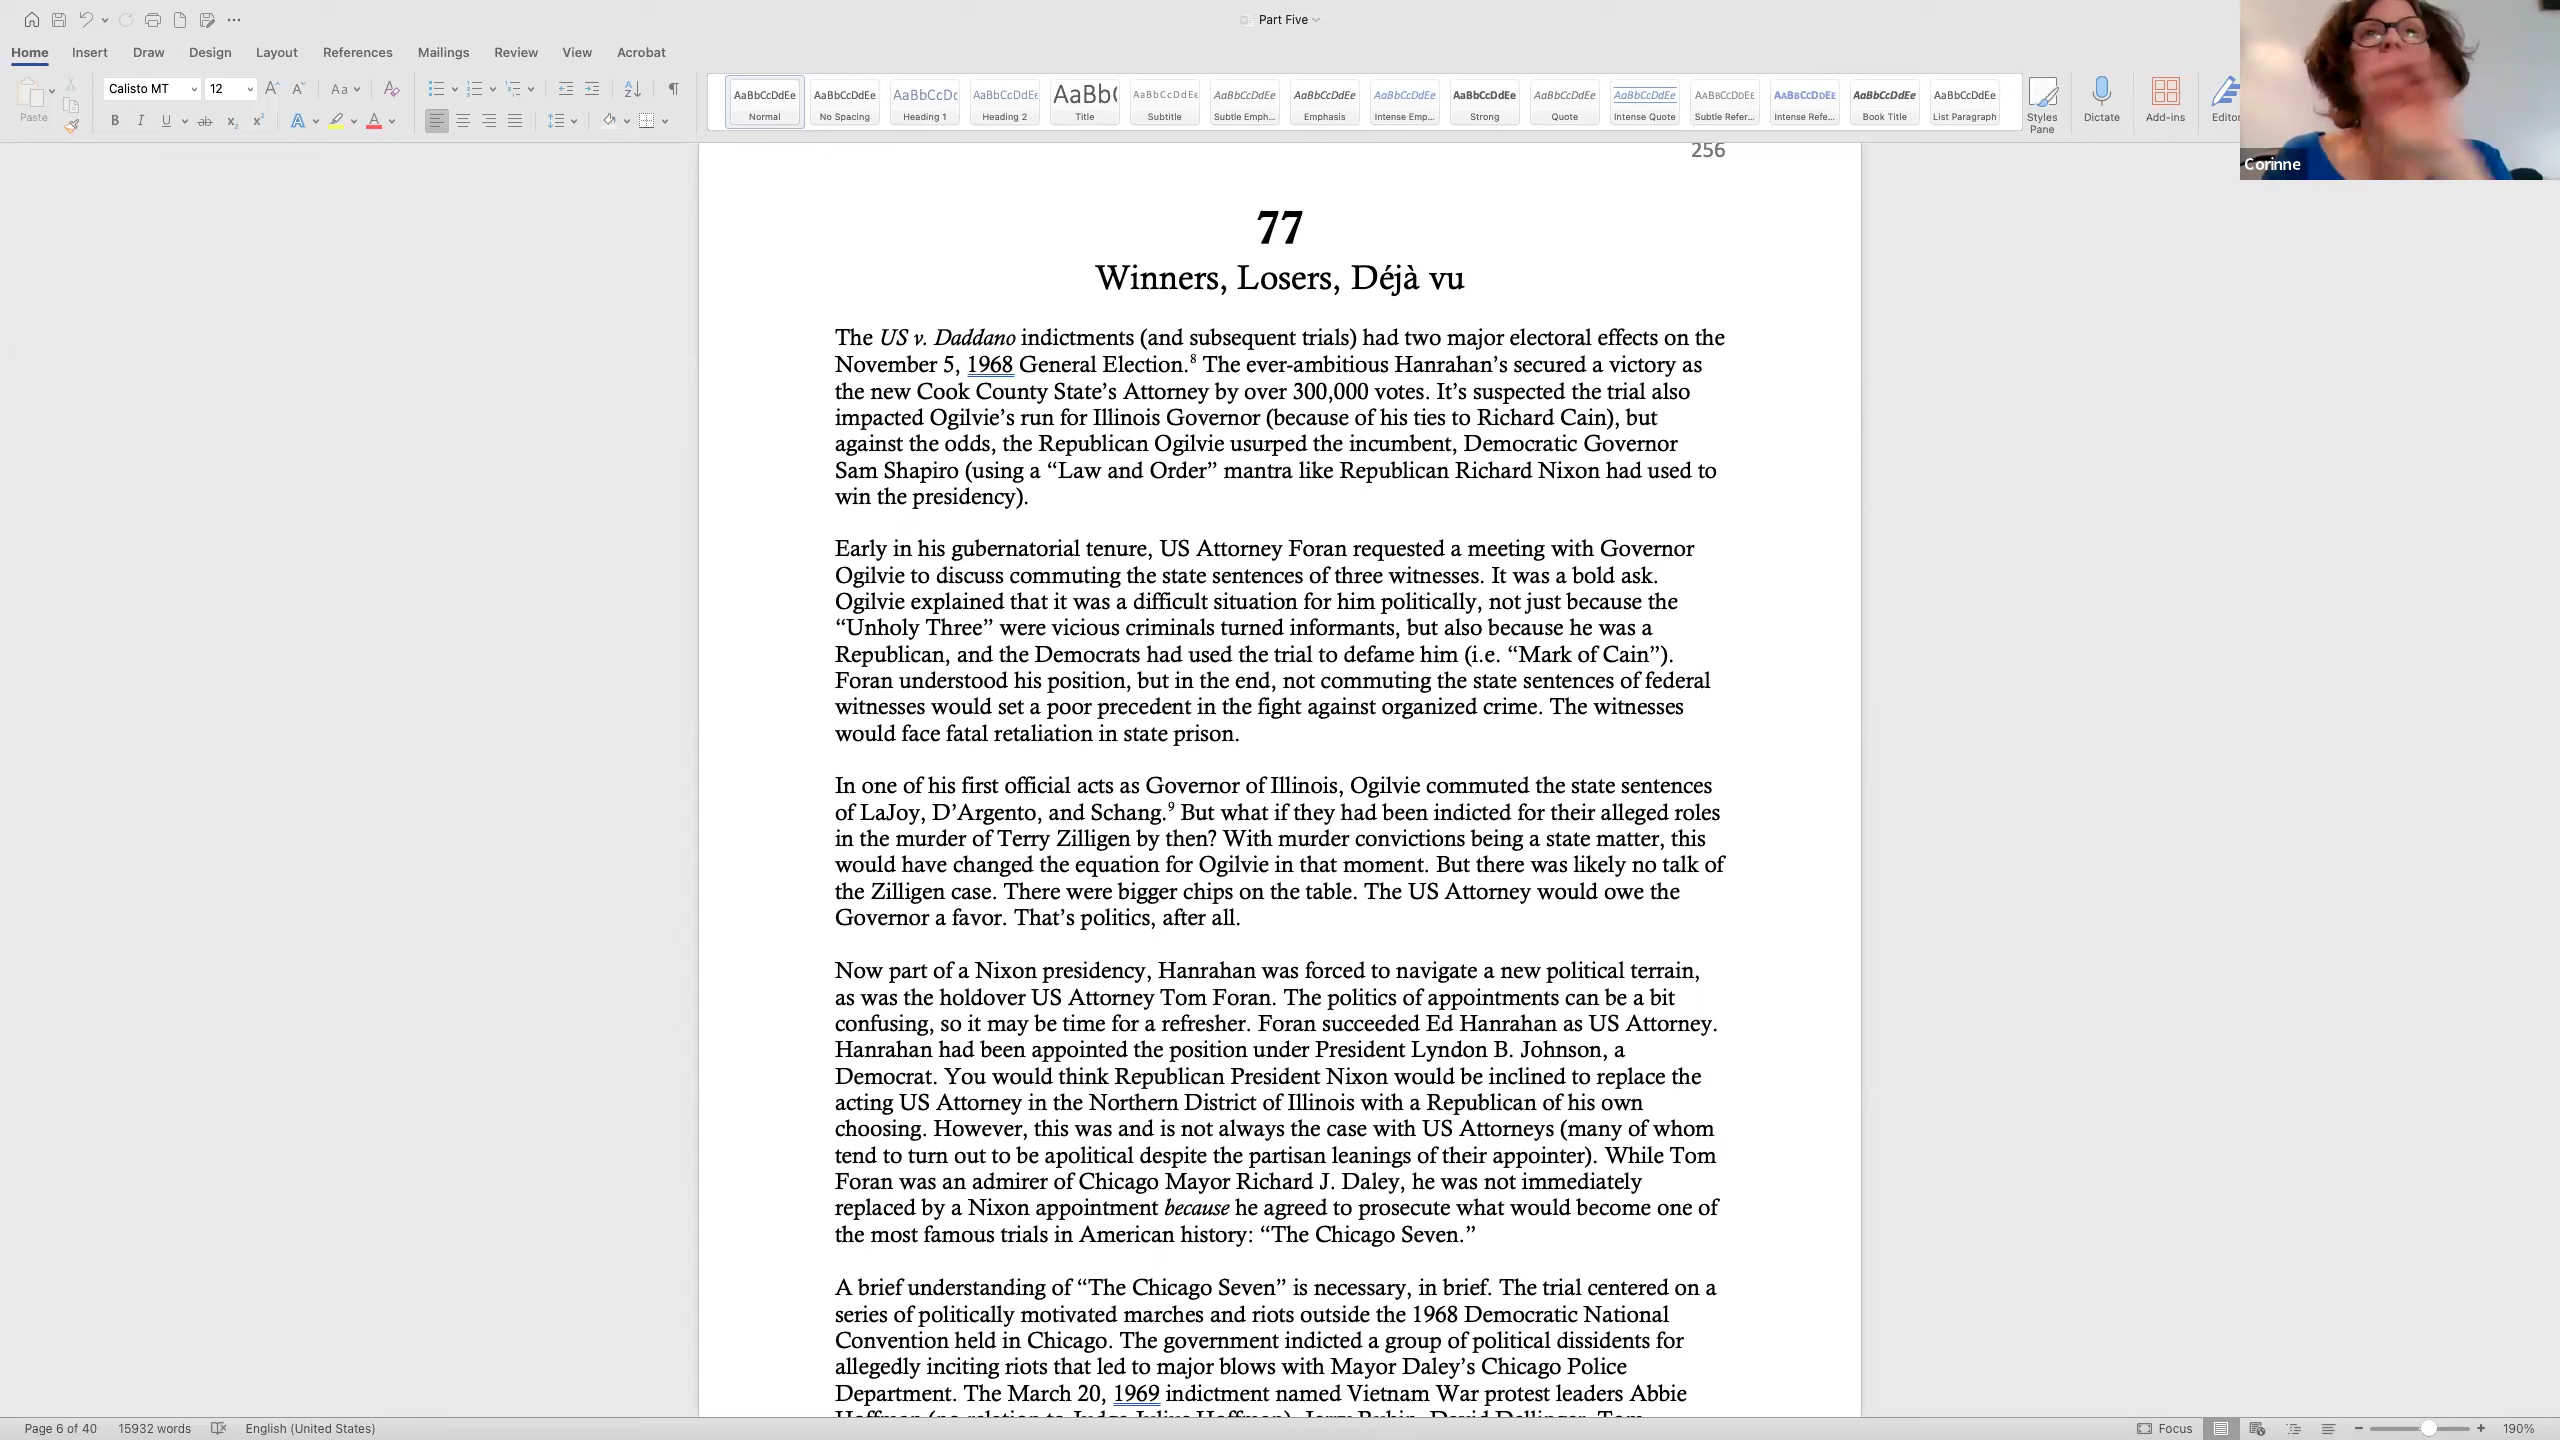 Part Five
Home Insert Draw Design Layout References Mailings Review View Acrobat
Paste
Calisto MT 12
AaBbCcDdEe AaBbCcDdEe AaBbCcDc AaBbCcDdEe AaBb( AaBbCcDdEe AaBbCcDdEe AaBbCcDdEe AaBbCcDdEe AaBbCcDdEe AaBbCcDdEe AaBbCcDdEe AaBbCcDdEe AaBbCcDdEe AaBbCcDdEe AaBbCcDdEe
Normal No Spacing Heading 1 Heading 2 Title Subtitle Subtle Emph... Emphasis Intense Emp... Strong Quote Intense Quote Subtle Refer... Intense Refe... Book Title List Paragraph
Styles Pane Dictate Add-ins Editor
Corinne
256
77
Winners, Losers, Déjà vu
The US v. Daddano indictments (and subsequent trials) had two major electoral effects on the
November 5, 1968 General Election.8 The ever-ambitious Hanrahan’s secured a victory as
the new Cook County State’s Attorney by over 300,000 votes. It’s suspected the trial also
impacted Ogilvie’s run for Illinois Governor (because of his ties to Richard Cain), but
against the odds, the Republican Ogilvie usurped the incumbent, Democratic Governor
Sam Shapiro (using a “Law and Order” mantra like Republican Richard Nixon had used to
win the presidency).
Early in his gubernatorial tenure, US Attorney Foran requested a meeting with Governor
Ogilvie to discuss commuting the state sentences of three witnesses. It was a bold ask.
Ogilvie explained that it was a difficult situation for him politically, not just because the
“Unholy Three” were vicious criminals turned informants, but also because he was a
Republican, and the Democrats had used the trial to defame him (i.e. “Mark of Cain”).
Foran understood his position, but in the end, not commuting the state sentences of federal
witnesses would set a poor precedent in the fight against organized crime. The witnesses
would face fatal retaliation in state prison.
In one of his first official acts as Governor of Illinois, Ogilvie commuted the state sentences
of LaJoy, D’Argento, and Schang.9 But what if they had been indicted for their alleged roles
in the murder of Terry Zilligen by then? With murder convictions being a state matter, this
would have changed the equation for Ogilvie in that moment. But there was likely no talk of
the Zilligen case. There were bigger chips on the table. The US Attorney would owe the
Governor a favor. That’s politics, after all.
Now part of a Nixon presidency, Hanrahan was forced to navigate a new political terrain,
as was the holdover US Attorney Tom Foran. The politics of appointments can be a bit
confusing, so it may be time for a refresher. Foran succeeded Ed Hanrahan as US Attorney.
Hanrahan had been appointed the position under President Lyndon B. Johnson, a
Democrat. You would think Republican President Nixon would be inclined to replace the
acting US Attorney in the Northern District of Illinois with a Republican of his own
choosing. However, this was and is not always the case with US Attorneys (many of whom
tend to turn out to be apolitical despite the partisan leanings of their appointer). While Tom
Foran was an admirer of Chicago Mayor Richard J. Daley, he was not immediately
replaced by a Nixon appointment because he agreed to prosecute what would become one of
the most famous trials in American history: “The Chicago Seven.”
A brief understanding of “The Chicago Seven” is necessary, in brief. The trial centered on a
series of politically motivated marches and riots outside the 1968 Democratic National
Convention held in Chicago. The government indicted a group of political dissidents for
allegedly inciting riots that led to major blows with Mayor Daley’s Chicago Police
Department. The March 20, 1969 indictment named Vietnam War protest leaders Abbie
Hoffman (no relation to Judge Julius Hoffman), Jerry Rubin, David Dellinger, Tom
Page 6 of 40 15932 words English (United States) Focus 190%